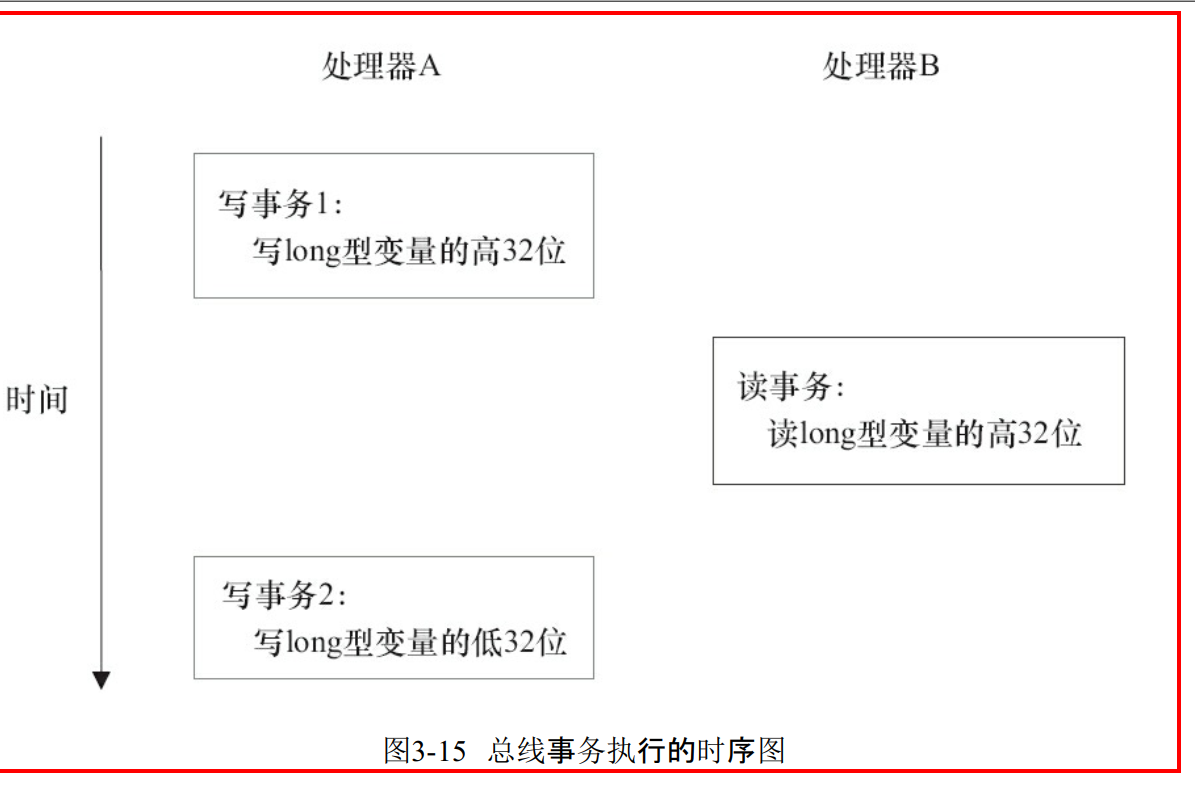 处理器A
处理器B
写事务1:
写long型变量的高32位
读事务:
读long型变量的高32位
时间
写事务2:
写long型变量的低32位
图3-15 总线事务执行的时序图